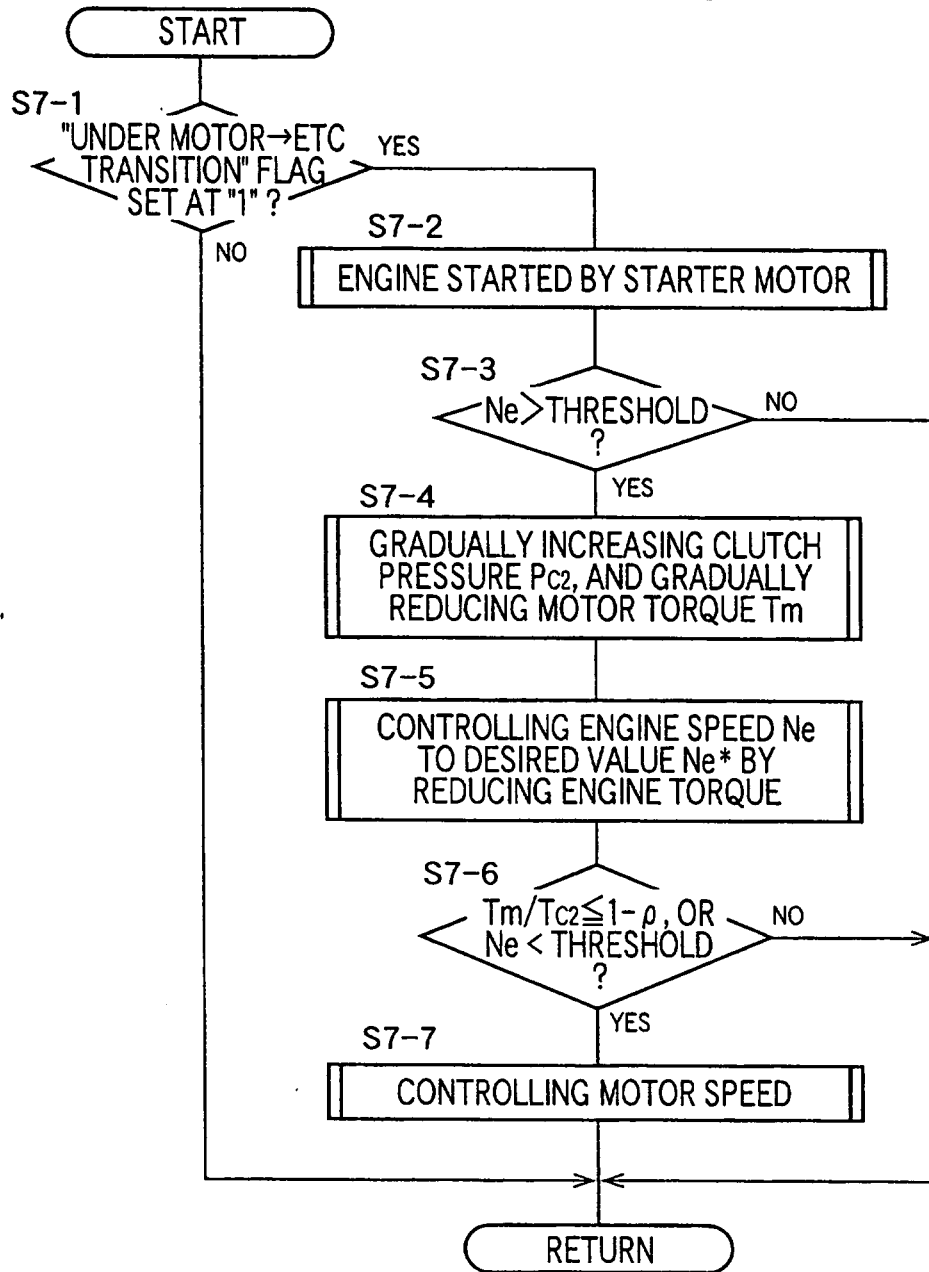 START
S7-1
"UNDER MOTOR→ETC
TRANSITION" FLAG
SET AT "1" ?
YES
NO
S7-2
ENGINE STARTED BY STARTER MOTOR
S7-3
Ne>THRESHOLD
?
NO
YES
S7-4
GRADUALLY INCREASING CLUTCH
PRESSURE PC2, AND GRADUALLY
REDUCING MOTOR TORQUE Tm
S7-5
CONTROLLING ENGINE SPEED Ne
TO DESIRED VALUE Ne* BY
REDUCING ENGINE TORQUE
S7-6
Tm/TC2≦1-ρ, OR
Ne < THRESHOLD
?
NO
YES
S7-7
CONTROLLING MOTOR SPEED
RETURN